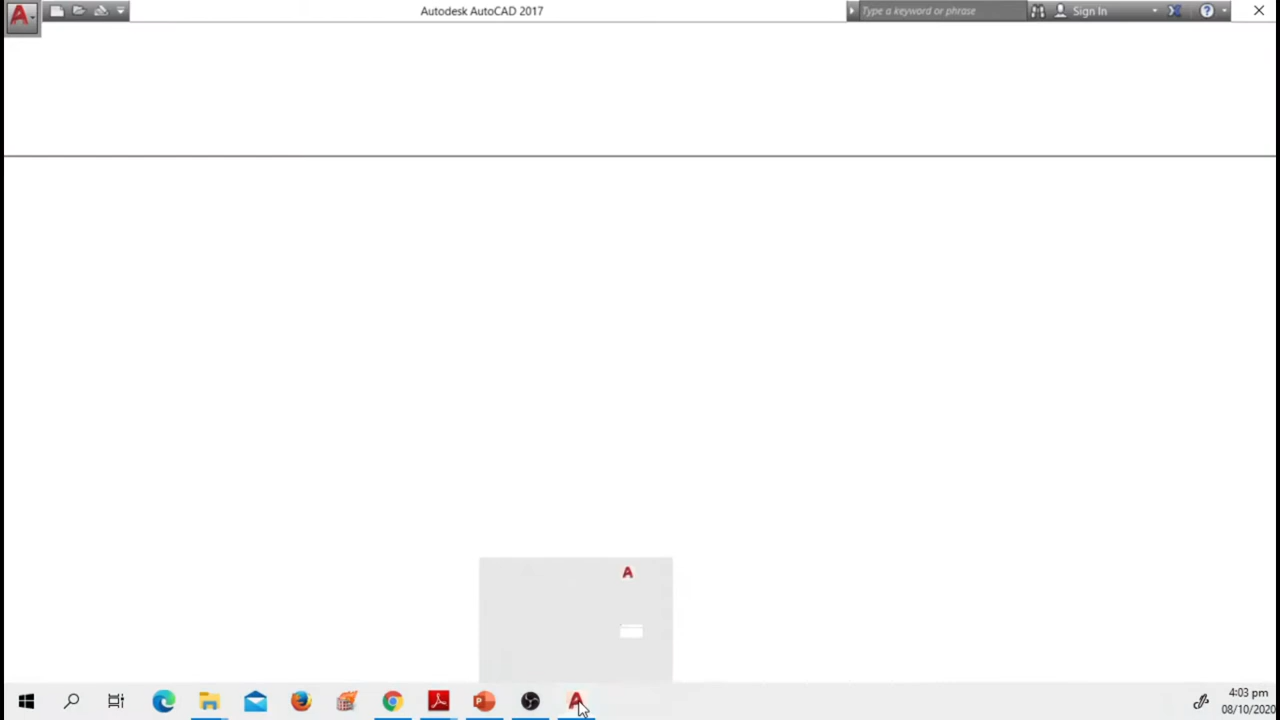 Autodesk AutoCAD 2017
Type a keyword or phrase
Sign In
4:03 pm
08/10/2020